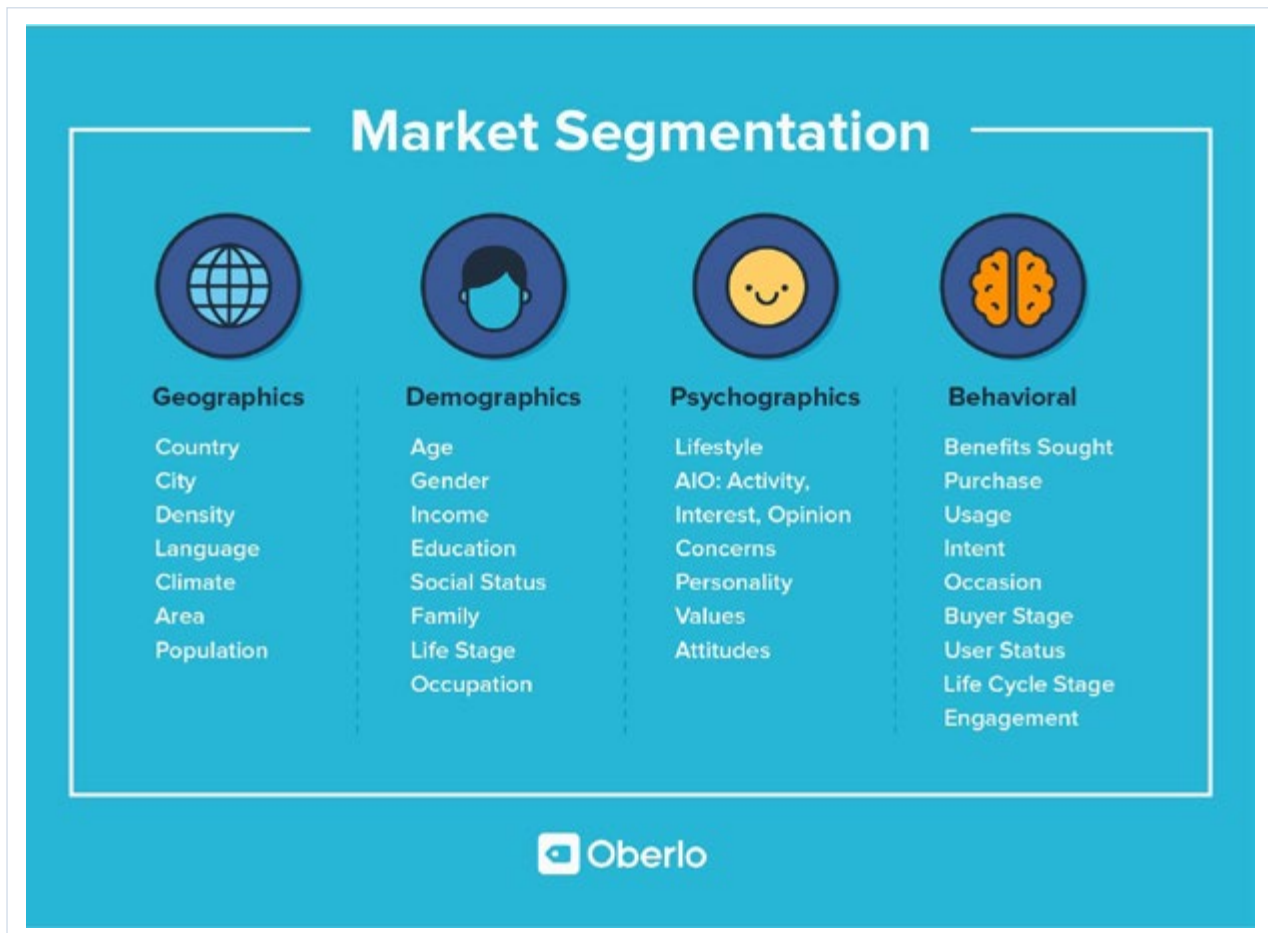 Market Segmentation
Geographics
Country
City
Density
Language
Climate
Area
Population
Demographics
Age
Gender
Income
Education
Social Status
Family
Life Stage
Occupation
Psychographics
Lifestyle
AIO: Activity,
Interest, Opinion
Concerns
Personality
Values
Attitudes
Behavioral
Benefits Sought
Purchase
Usage
Intent
Occasion
Buyer Stage
User Status
Life Cycle Stage
Engagement
Oberlo